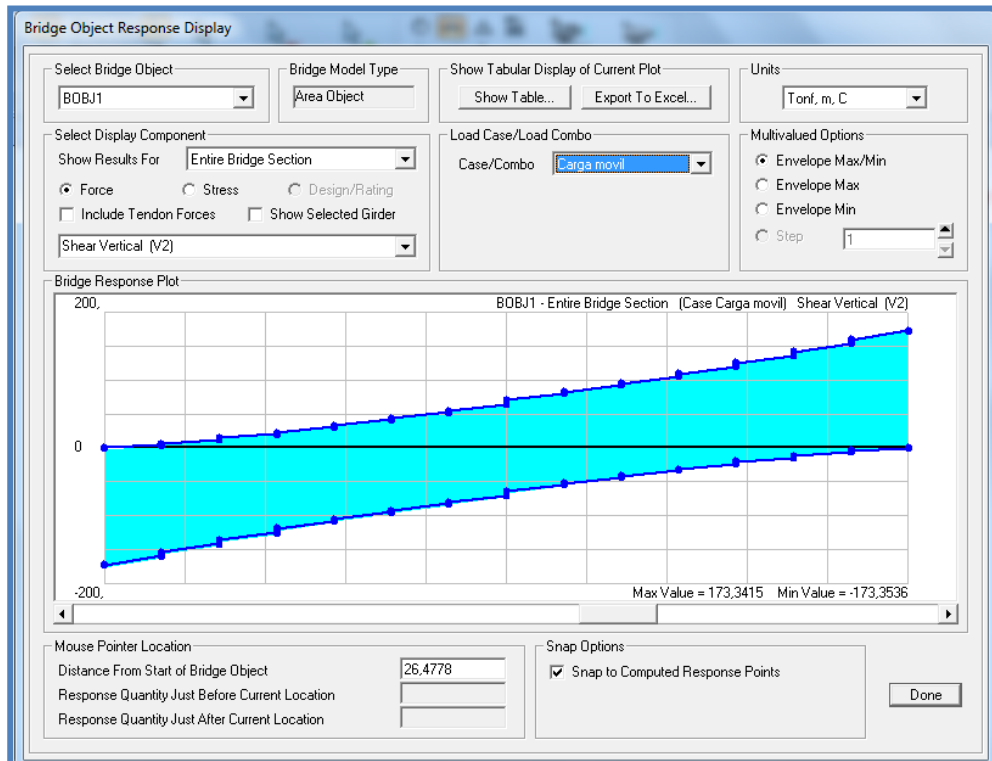 Bridge Object Response Display
Select Bridge Object
BOBJ1
Bridge Model Type
Area Object
Show Tabular Display of Current Plot
Show Table...
Export To Excel...
Units
Tonf, m, C
Select Display Component
Show Results For
Entire Bridge Section
Force
Stress
Design/Rating
Include Tendon Forces
Show Selected Girder
Shear Vertical (V2)
Load Case/Load Combo
Case/Combo
Carga movil
Multivalued Options
Envelope Max/Min
Envelope Max
Envelope Min
Step
1
Bridge Response Plot
200,
BOBJ1 - Entire Bridge Section (Case Carga movil) Shear Vertical (V2)
0
-200,
Max Value = 173,3415 Min Value = -173,3536
Mouse Pointer Location
Distance From Start of Bridge Object
26,4778
Response Quantity Just Before Current Location
Response Quantity Just After Current Location
Snap Options
Snap to Computed Response Points
Done